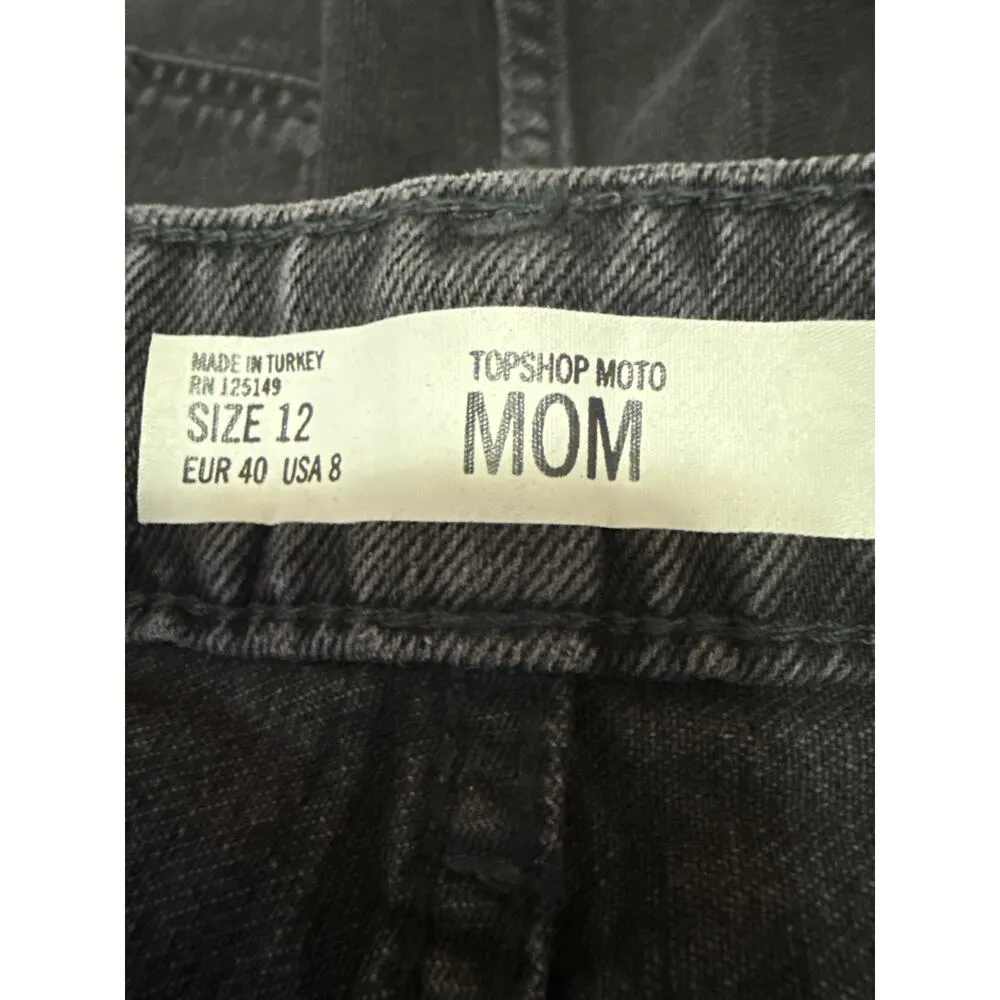 MADE IN TURKEY
RN 125149
SIZE 12
EUR 40 USA 8
TOPSHOP MOTO
MOM